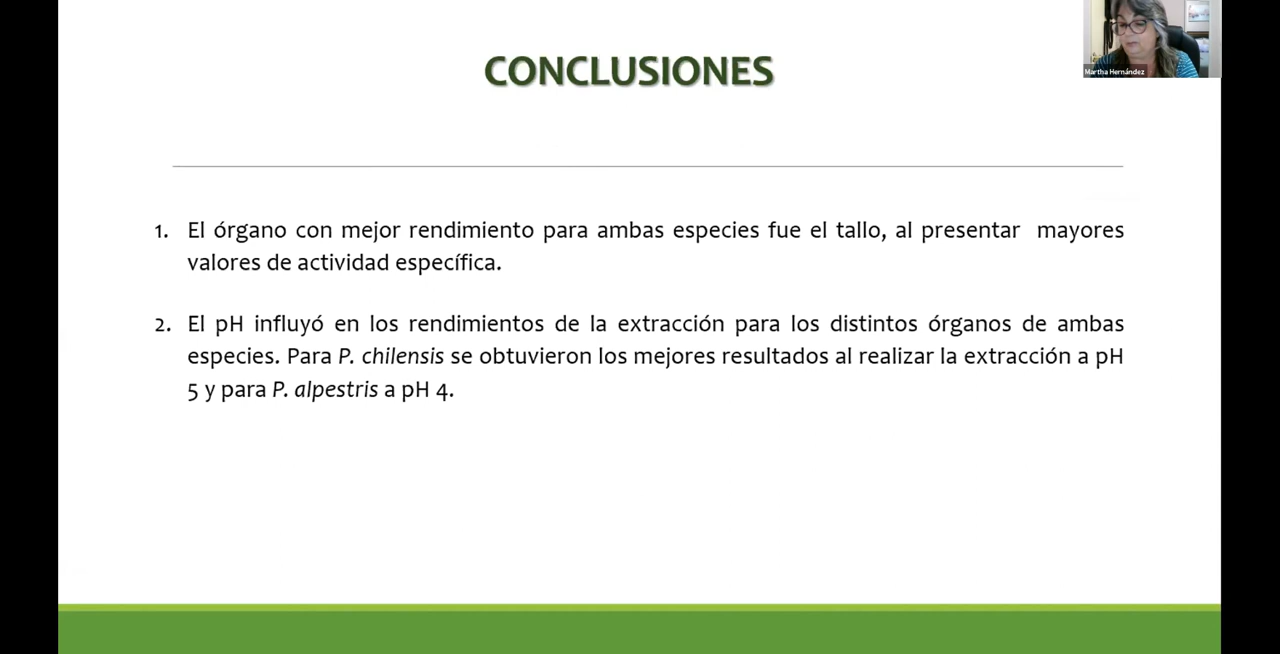 Martha Hernández
CONCLUSIONES
1. El órgano con mejor rendimiento para ambas especies fue el tallo, al presentar mayores
valores de actividad específica.
2. El pH influyó en los rendimientos de la extracción para los distintos órganos de ambas
especies. Para P. chilensis se obtuvieron los mejores resultados al realizar la extracción a pH
5 y para P. alpestris a pH 4.